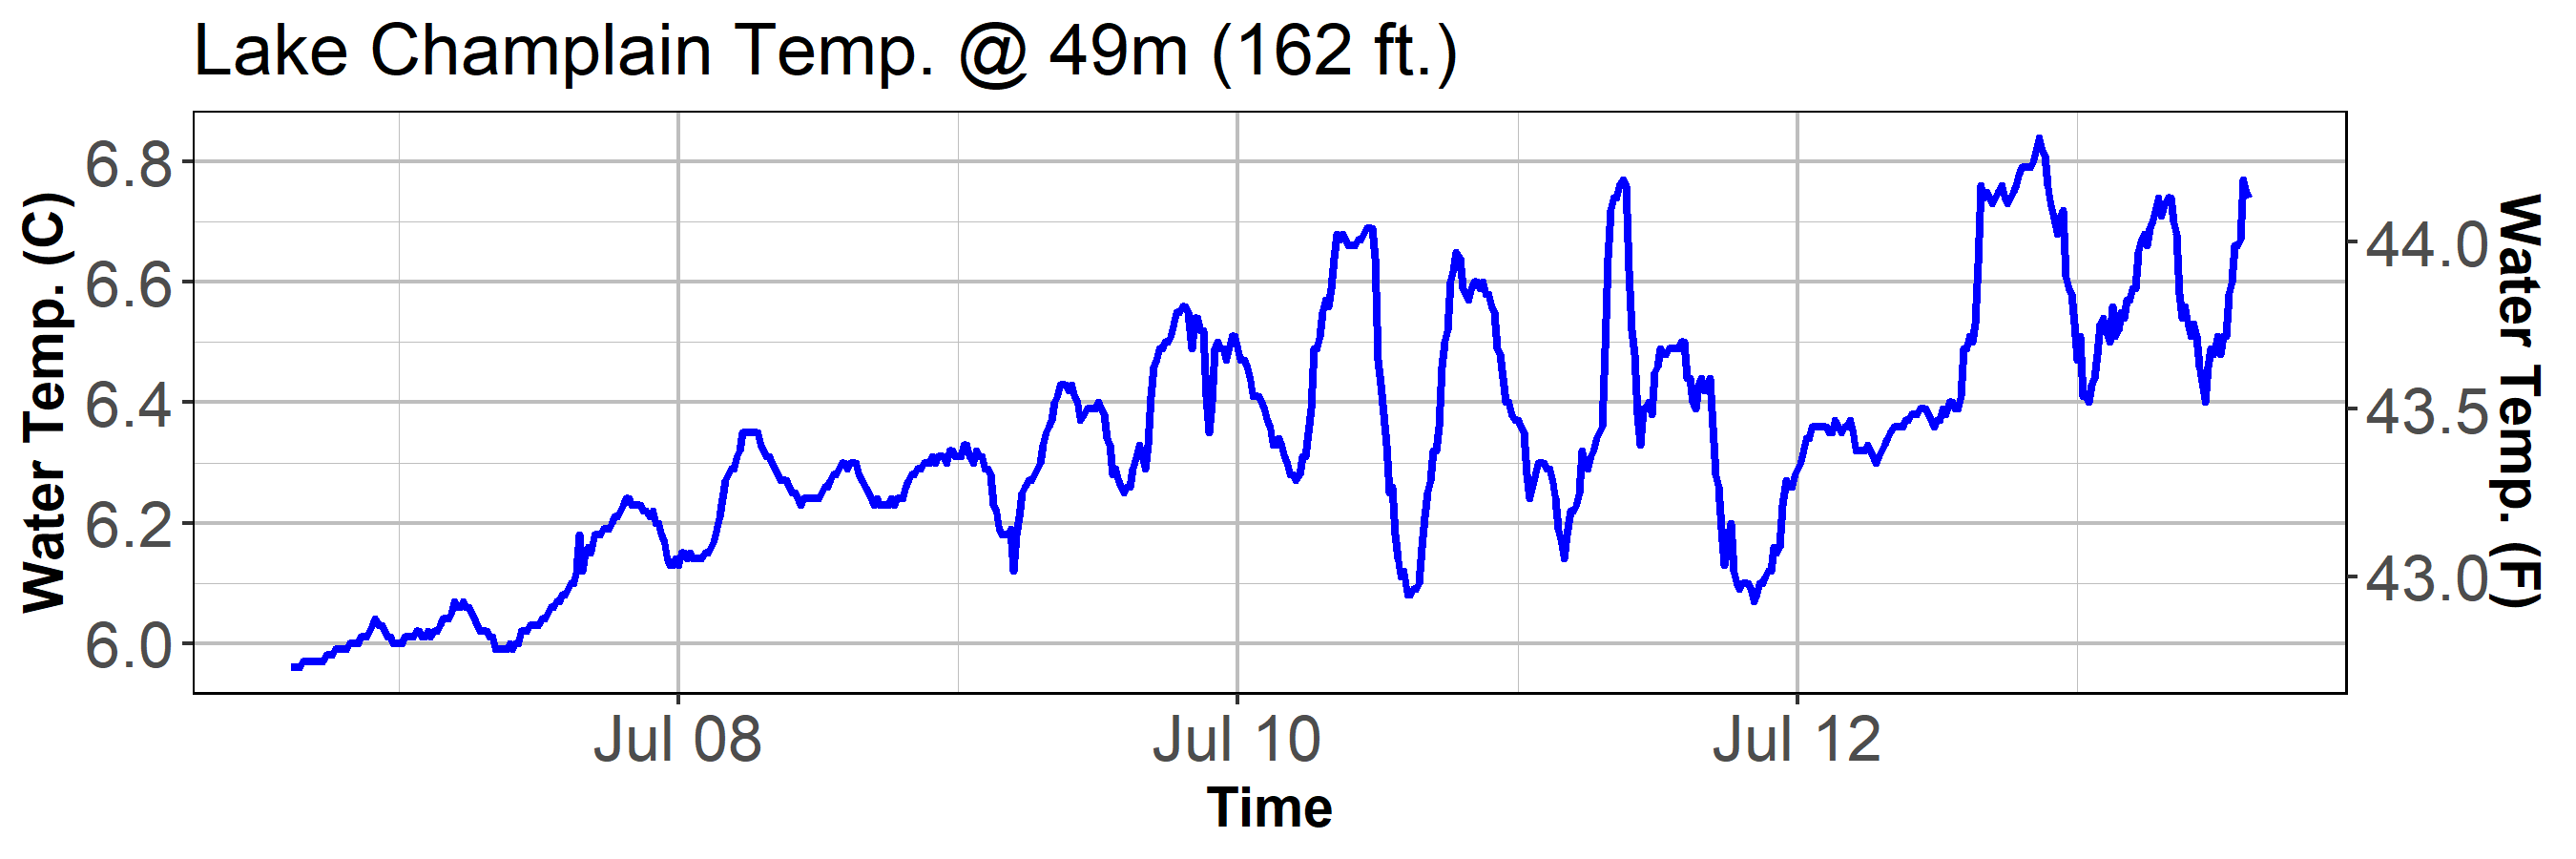 Lake Champlain Temp. @ 49m (162 ft.)
Water Temp. (C)
6.8
6.6
6.4
6.2
6.0
44.0
43.5
43.0
Water Temp. (F)
Jul 08 Jul 10 Jul 12
Time